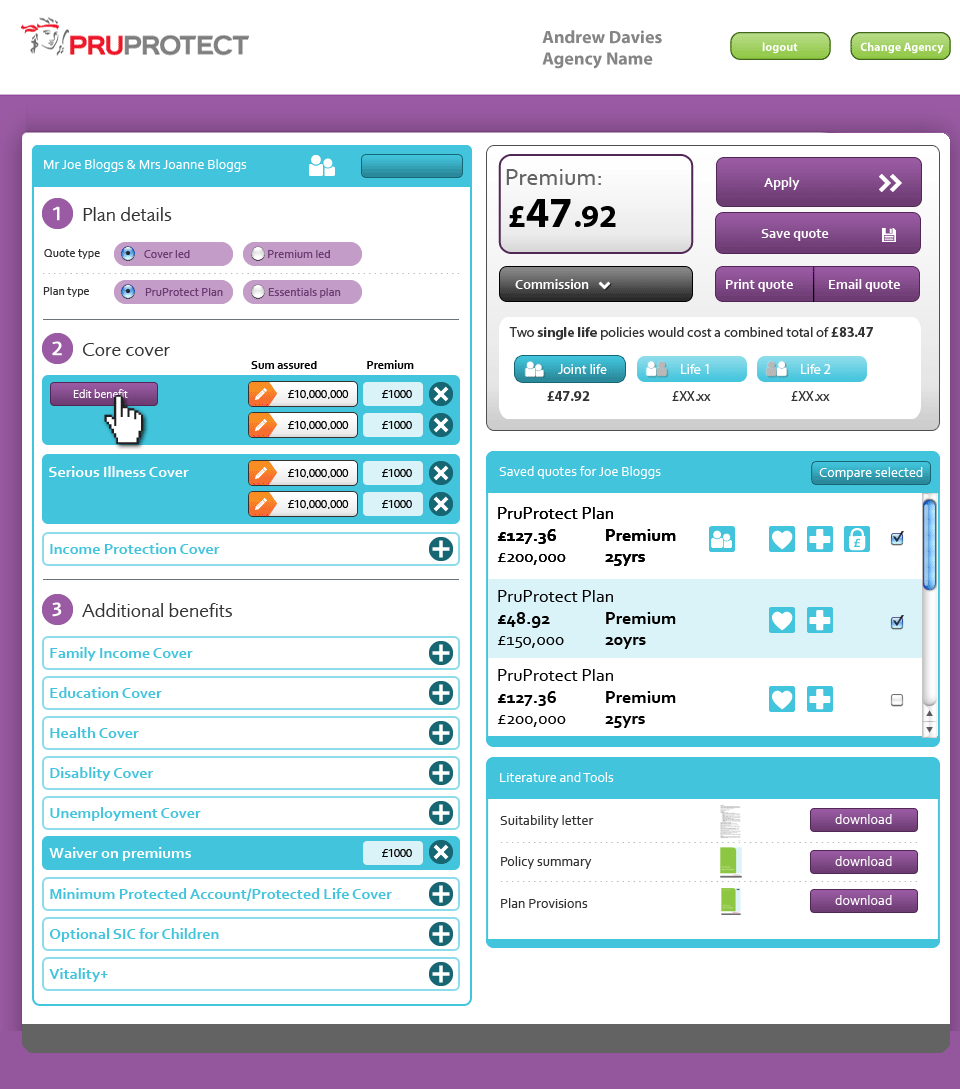 PRUPROTECT
Andrew Davies
Agency Name
logout
Change Agency
Mr Joe Bloggs & Mrs Joanne Bloggs
1 Plan details
Quote type Cover led Premium led
Plan type PruProtect Plan Essentials plan
2 Core cover
Sum assured Premium
Edit benefit £10,000,000 £1000
£10,000,000 £1000
Serious Illness Cover £10,000,000 £1000
£10,000,000 £1000
Income Protection Cover
3 Additional benefits
Family Income Cover
Education Cover
Health Cover
Disablity Cover
Unemployment Cover
Waiver on premiums £1000
Minimum Protected Account/Protected Life Cover
Optional SIC for Children
Vitality+
Premium:
£47.92
Apply
Save quote
Commission
Print quote Email quote
Two single life policies would cost a combined total of £83.47
Joint life Life 1 Life 2
£47.92 £XX.xx £XX.xx
Saved quotes for Joe Bloggs Compare selected
PruProtect Plan
£127.36 Premium
£200,000 25yrs
£
PruProtect Plan
£48.92 Premium
£150,000 20yrs
PruProtect Plan
£127.36 Premium
£200,000 25yrs
Literature and Tools
Suitability letter download
Policy summary download
Plan Provisions download